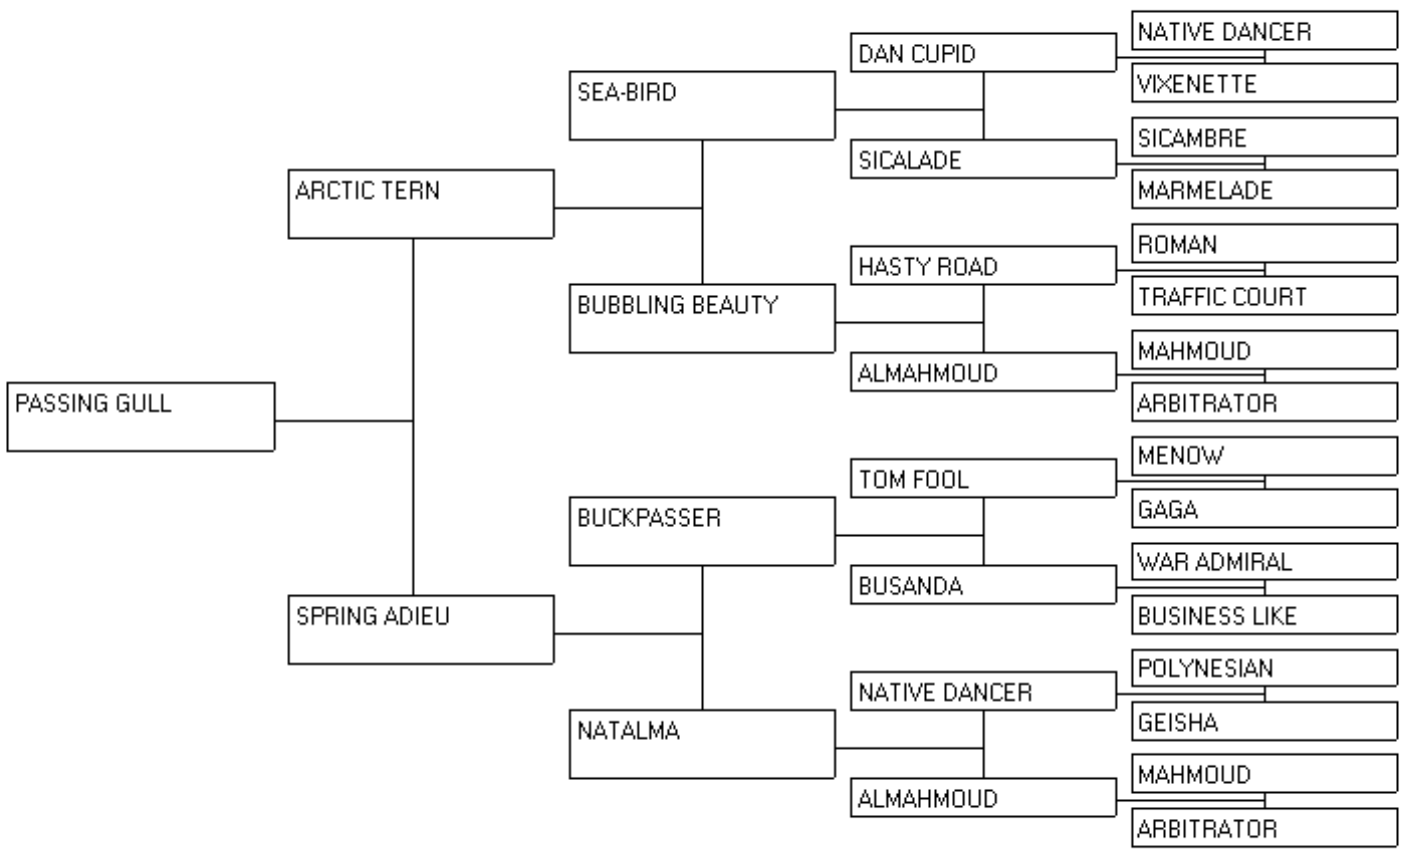 NATIVE DANCER
DAN CUPID
VIXENETTE
SEA-BIRD
SICAMBRE
SICALADE
MARMELADE
ARCTIC TERN
ROMAN
HASTY ROAD
TRAFFIC COURT
BUBBLING BEAUTY
MAHMOUD
ALMAHMOUD
ARBITRATOR
PASSING GULL
MENOW
TOM FOOL
GAGA
BUCKPASSER
WAR ADMIRAL
BUSANDA
BUSINESS LIKE
SPRING ADIEU
POLYNESIAN
NATIVE DANCER
GEISHA
NATALMA
MAHMOUD
ALMAHMOUD
ARBITRATOR